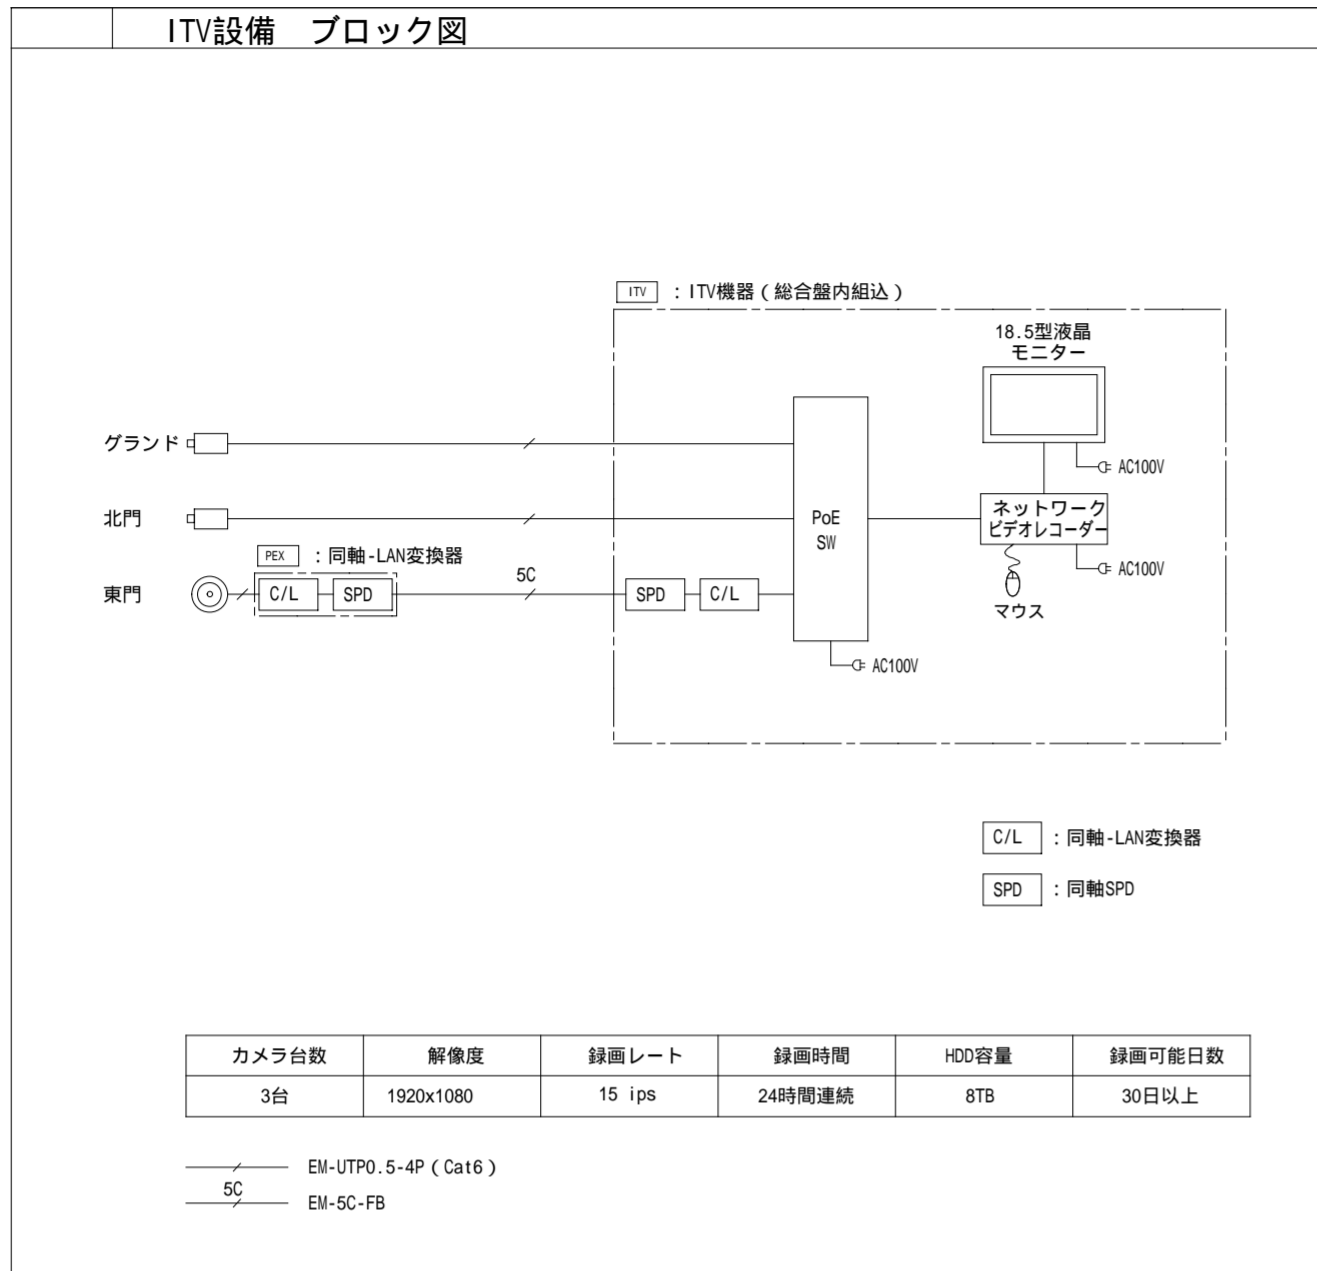 ITV設備　ブロック図
ITV ：ITV機器（総合盤内組込）
18.5型液晶
モニター
AC100V
グランド
北門
PoE
SW
ネットワーク
ビデオレコーダー
AC100V
マウス
PEX ：同軸-LAN変換器
東門
C/L
SPD
5C
SPD
C/L
AC100V
C/L ：同軸-LAN変換器
SPD ：同軸SPD
カメラ台数 解像度 録画レート 録画時間 HDD容量 録画可能日数
3台 1920x1080 15 ips 24時間連続 8TB 30日以上
EM-UTP0.5-4P（Cat6）
5C
EM-5C-FB